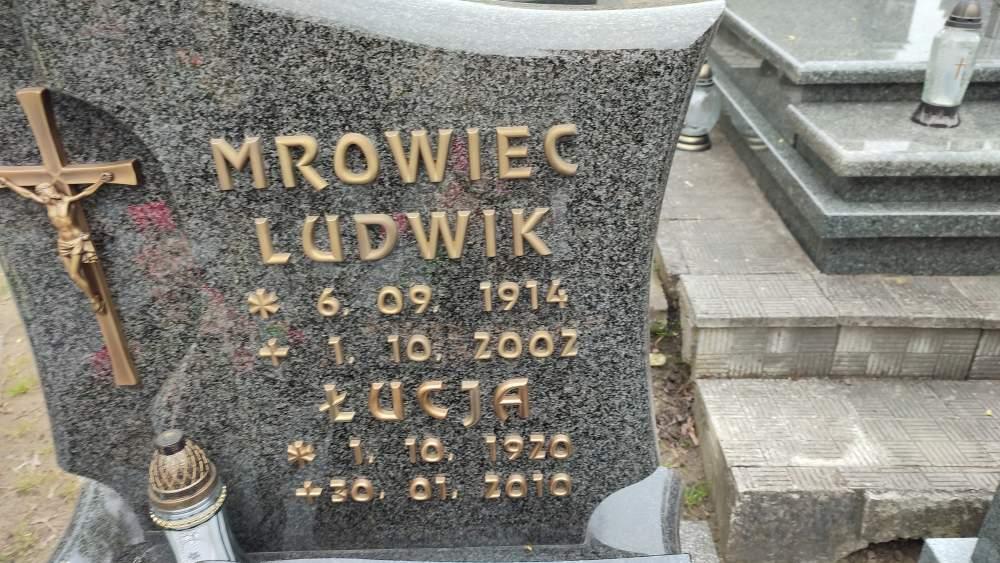 MROWIEC
LUDWIK
* 6. 09. 1914
+ 1. 10. 2002
ŁUCJA
* 1. 10. 1920
+ 30. 01. 2010